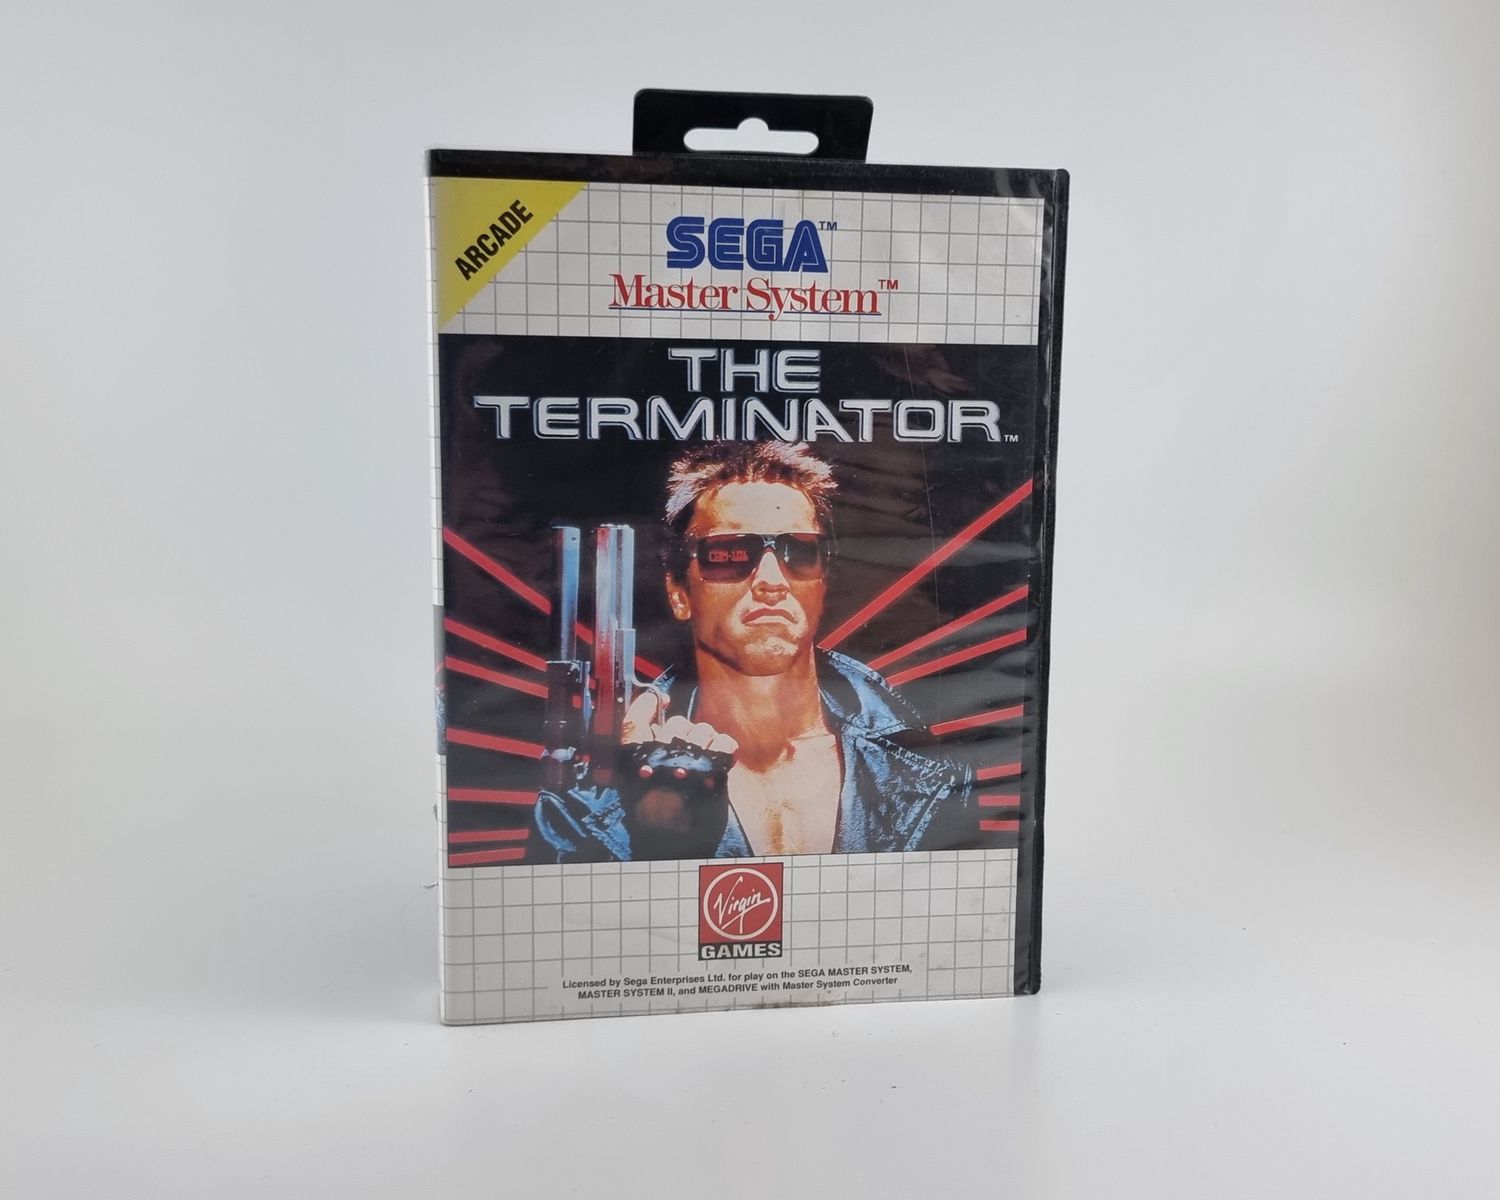 ARCADE
SEGA™
Master System™
THE
TERMINATOR™
Virgin
GAMES
Licensed by Sega Enterprises Ltd. for play on the SEGA MASTER SYSTEM,
MASTER SYSTEM II, and MEGADRIVE with Master System Converter